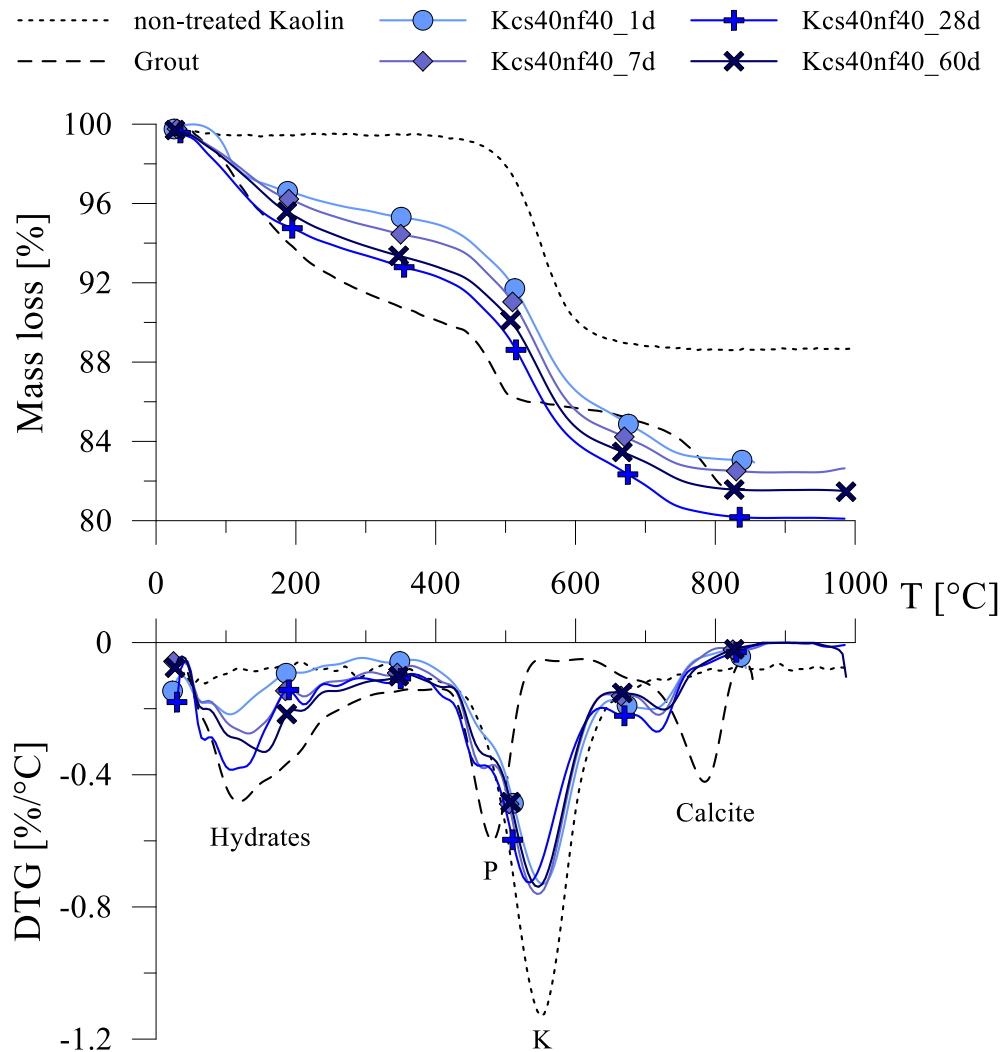 non-treated Kaolin Kcs40nf40_1d Kcs40nf40_28d
Grout Kcs40nf40_7d Kcs40nf40_60d
100
96
92
88
84
80
Mass loss [%]
0 200 400 600 800 1000 T [°C]
0
-0.4
-0.8
-1.2
DTG [%/°C]
Hydrates
P
K
Calcite